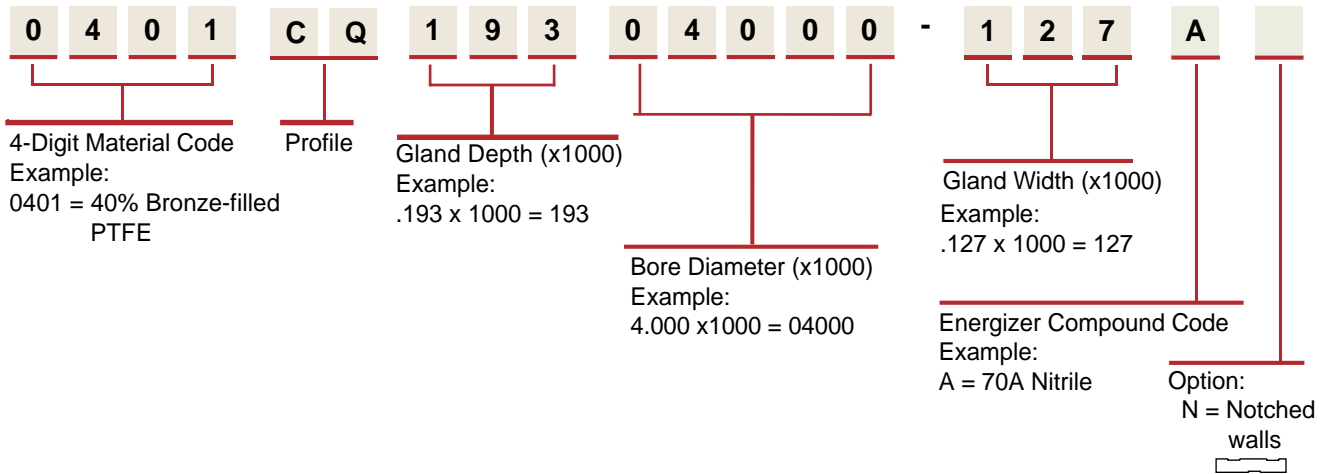 0 4 0 1 C Q 1 9 3 0 4 0 0 0 - 1 2 7 A
4-Digit Material Code
Example:
0401 = 40% Bronze-filled
PTFE
Profile
Gland Depth (x1000)
Example:
.193 x 1000 = 193
Bore Diameter (x1000)
Example:
4.000 x1000 = 04000
Gland Width (x1000)
Example:
.127 x 1000 = 127
Energizer Compound Code
Example:
A = 70A Nitrile
Option:
N = Notched
walls